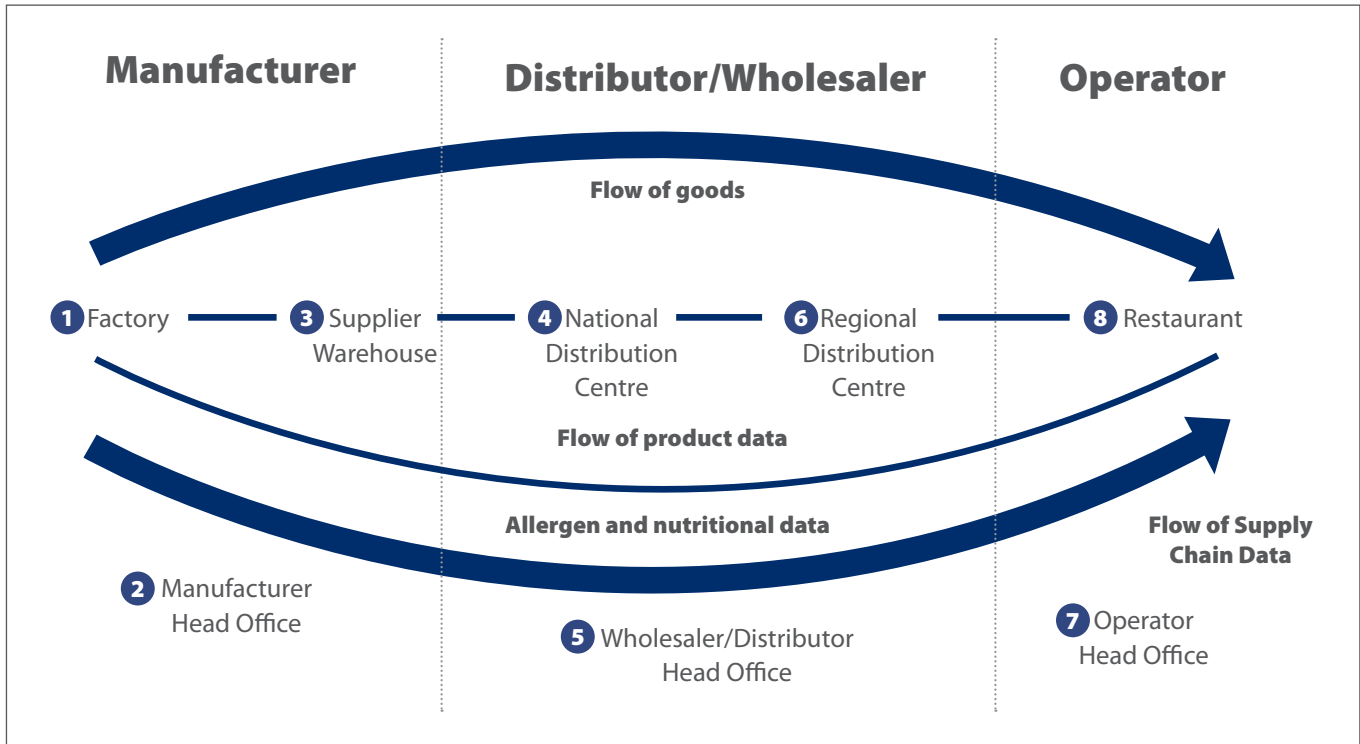 Manufacturer
Distributor/Wholesaler
Operator
Flow of goods
1 Factory
3 Supplier
Warehouse
4 National
Distribution
Centre
6 Regional
Distribution
Centre
8 Restaurant
Flow of product data
Allergen and nutritional data
Flow of Supply
Chain Data
2 Manufacturer
Head Office
5 Wholesaler/Distributor
Head Office
7 Operator
Head Office